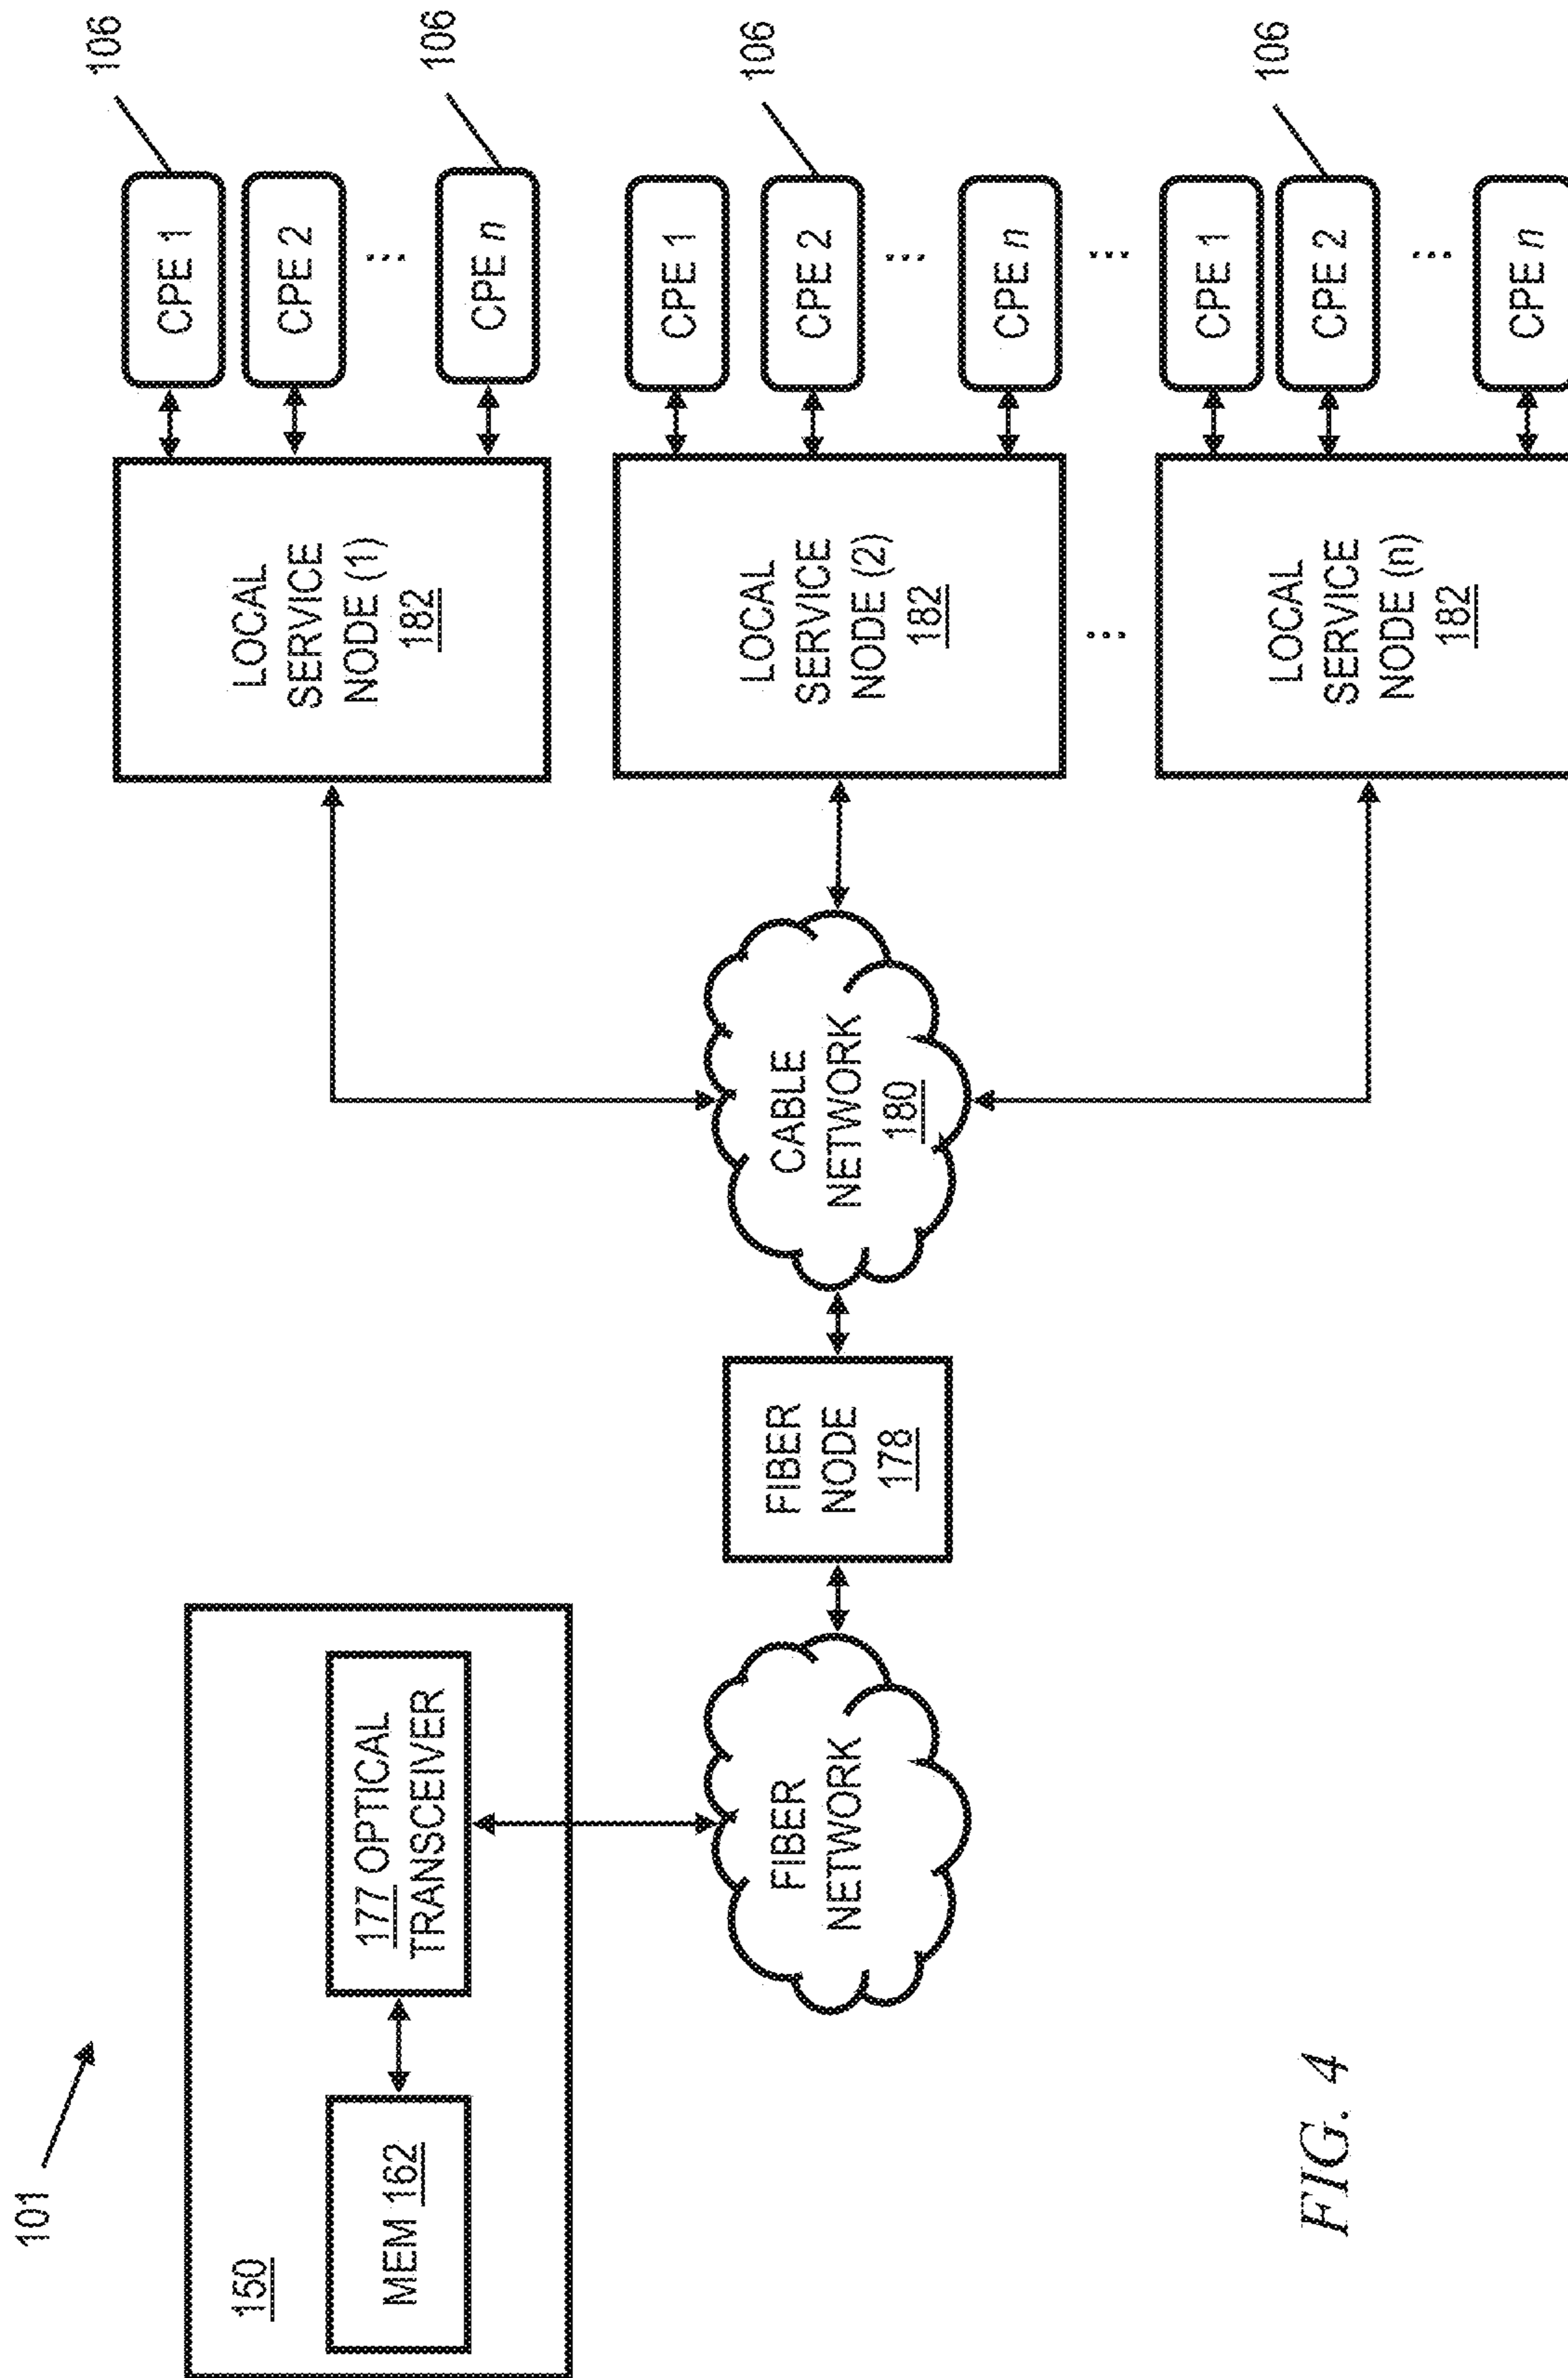 101
150
MEM 162
177 OPTICAL
TRANSCEIVER
FIBER
NETWORK
FIBER
NODE
178
CABLE
NETWORK
180
LOCAL
SERVICE
NODE (1)
182
CPE 1
CPE 2
...
CPE n
106
106
LOCAL
SERVICE
NODE (2)
182
CPE 1
CPE 2
...
CPE n
106
...
...
LOCAL
SERVICE
NODE (n)
182
CPE 1
CPE 2
...
CPE n
106
FIG. 4